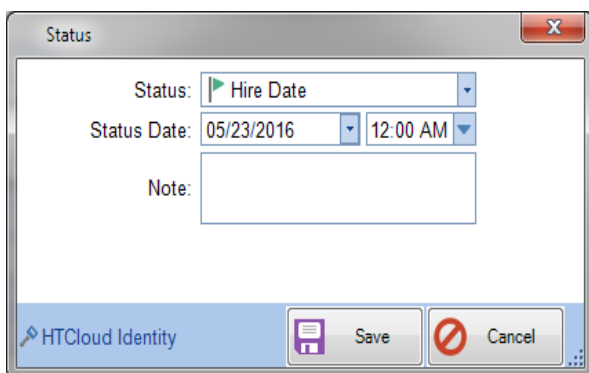 Status
Status: Hire Date
Status Date: 05/23/2016 12:00 AM
Note:
HTCloud Identity Save Cancel